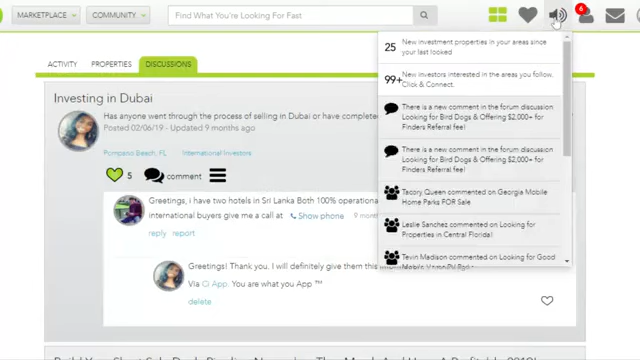 MARKETPLACE
COMMUNITY
Find What You're Looking For Fast
6
ACTIVITY
PROPERTIES
DISCUSSIONS
Investing in Dubai
Has anyone went through the process of selling in Dubai or have complete
Posted 02/06/19 - Updated 9 months ago
Pompano Beach, FL
International Investors
5
comment
Greetings, i have two hotels in Sri Lanka Both 100% operationa
international buyers give me a call at
Show phone
9 month
reply
report
Greetings! Thank you, I will definitely give them this
Via Ci App. You are what you App ™
delete
25
New investment properties in your areas since
your last looked
99+
New investors interested in the areas you follow,
Click & Connect.
There is a new comment in the forum discussion
Looking for Bird Dogs & Offering $2,000+ for
Finders Referral fee!
There is a new comment in the forum discussion
Looking for Bird Dogs & Offering $2,000+ for
Finders Referral fee!
Tacory Queen commented on Georgia Mobile
Home Parks FOR Sale
Leslie Sanchez commented on Looking for
Properties in Central Florida!
Tevin Madison commented on Looking for Good